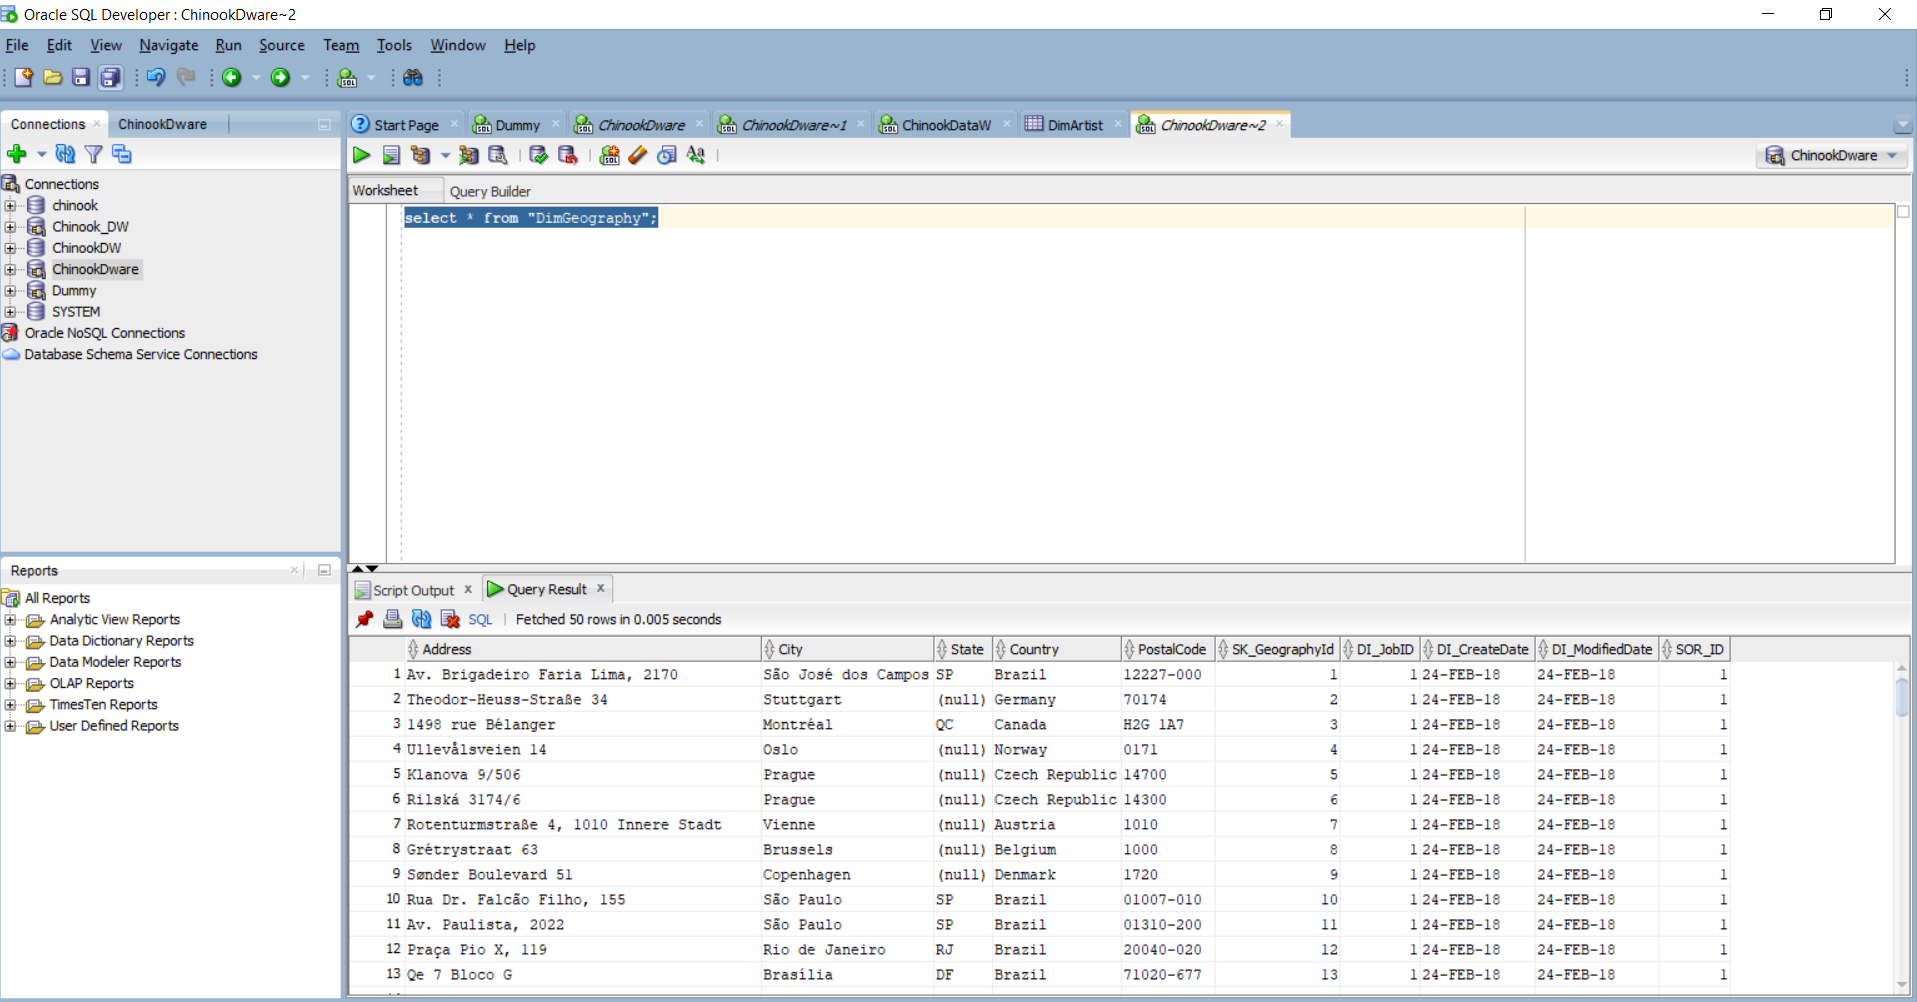 Oracle SQL Developer : ChinookDware~2
File Edit View Navigate Run Source Team Tools Window Help
Connections ChinookDware
Start Page Dummy ChinookDware ChinookDware~1 ChinookDataW DimArtist ChinookDware~2
ChinookDware
Connections
chinook
Chinook_DW
ChinookDW
ChinookDware
Dummy
SYSTEM
Oracle NoSQL Connections
Database Schema Service Connections
Worksheet Query Builder
select * from "DimGeography";
Reports
All Reports
Analytic View Reports
Data Dictionary Reports
Data Modeler Reports
OLAP Reports
TimesTen Reports
User Defined Reports
Script Output Query Result
SQL Fetched 50 rows in 0.005 seconds
Address City State Country PostalCode SK_GeographyId DI_JobID DI_CreateDate DI_ModifiedDate SOR_ID
1 Av. Brigadeiro Faria Lima, 2170 São José dos Campos SP Brazil 12227-000 1 1 24-FEB-18 24-FEB-18 1
2 Theodor-Heuss-Straße 34 Stuttgart (null) Germany 70174 2 1 24-FEB-18 24-FEB-18 1
3 1498 rue Bélanger Montréal QC Canada H2G 1A7 3 1 24-FEB-18 24-FEB-18 1
4 Ullevålsveien 14 Oslo (null) Norway 0171 4 1 24-FEB-18 24-FEB-18 1
5 Klanova 9/506 Prague (null) Czech Republic 14700 5 1 24-FEB-18 24-FEB-18 1
6 Rilská 3174/6 Prague (null) Czech Republic 14300 6 1 24-FEB-18 24-FEB-18 1
7 Rotenturmstraße 4, 1010 Innere Stadt Vienne (null) Austria 1010 7 1 24-FEB-18 24-FEB-18 1
8 Grétrystraat 63 Brussels (null) Belgium 1000 8 1 24-FEB-18 24-FEB-18 1
9 Sønder Boulevard 51 Copenhagen (null) Denmark 1720 9 1 24-FEB-18 24-FEB-18 1
10 Rua Dr. Falcão Filho, 155 São Paulo SP Brazil 01007-010 10 1 24-FEB-18 24-FEB-18 1
11 Av. Paulista, 2022 São Paulo SP Brazil 01310-200 11 1 24-FEB-18 24-FEB-18 1
12 Praça Pio X, 119 Rio de Janeiro RJ Brazil 20040-020 12 1 24-FEB-18 24-FEB-18 1
13 Qe 7 Bloco G Brasília DF Brazil 71020-677 13 1 24-FEB-18 24-FEB-18 1